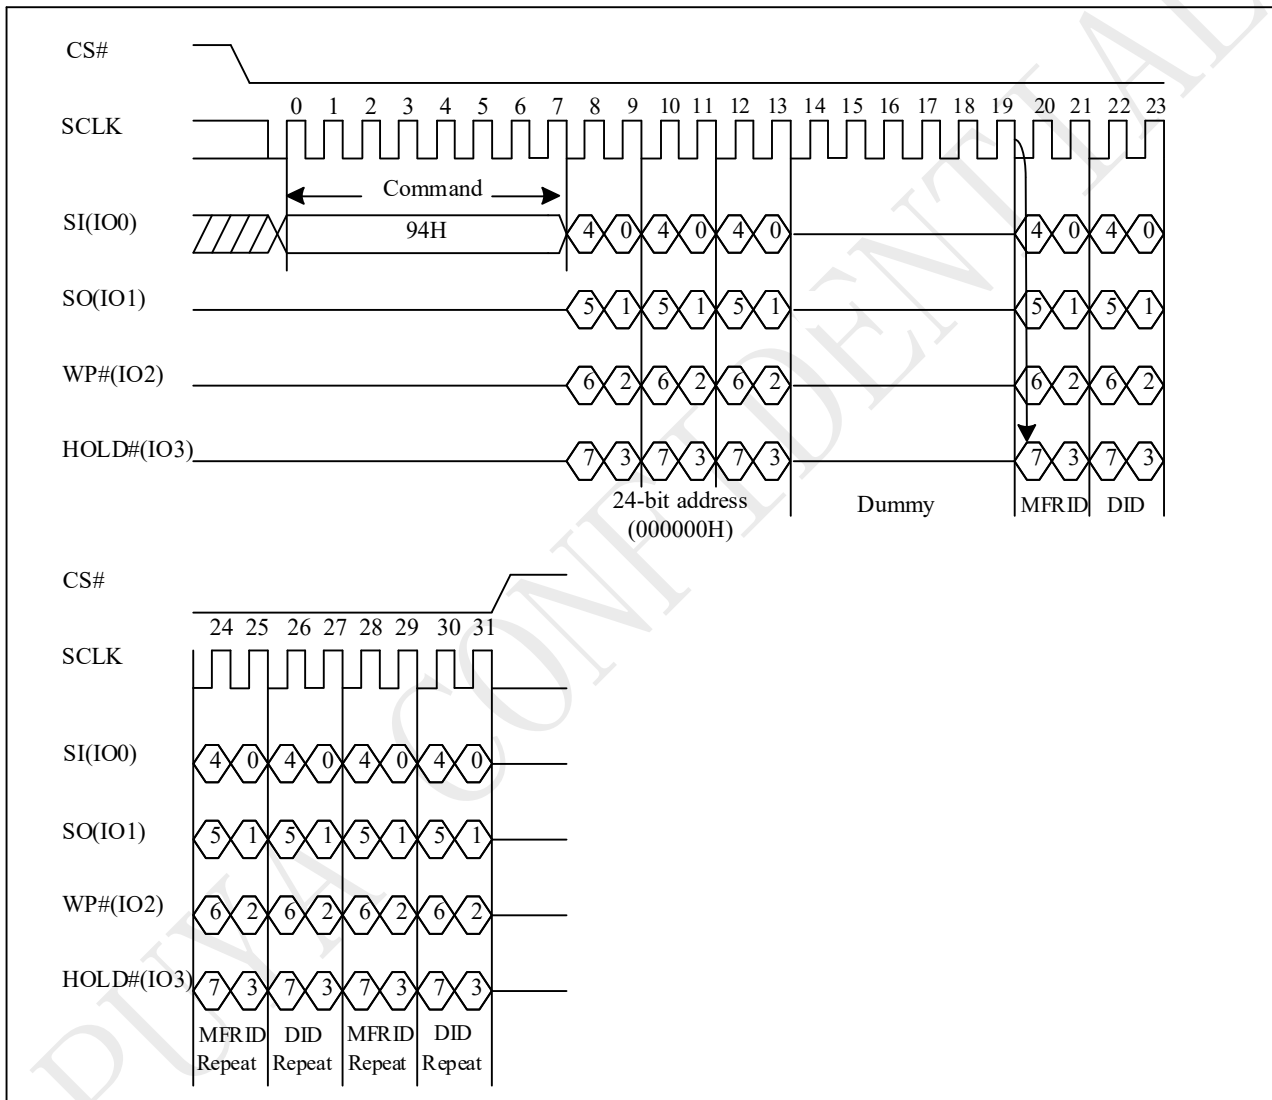 CS#
0 1 2 3 4 5 6 7 8 9 10 11 12 13 14 15 16 17 18 19 20 21 22 23
SCLK
Command
SI(IO0) 94H 4 0 4 0 4 0 4 0 4 0
SO(IO1) 5 1 5 1 5 1 5 1 5 1
WP#(IO2) 6 2 6 2 6 2 6 2 6 2
HOLD#(IO3) 7 3 7 3 7 3 7 3 7 3
24-bit address Dummy MFRID DID
(000000H)
CS#
24 25 26 27 28 29 30 31
SCLK
SI(IO0) 4 0 4 0 4 0 4 0
SO(IO1) 5 1 5 1 5 1 5 1
WP#(IO2) 6 2 6 2 6 2 6 2
HOLD#(IO3) 7 3 7 3 7 3 7 3
MFRID DID MFRID DID
Repeat Repeat Repeat Repeat
PUYA CONFIDENTIAL